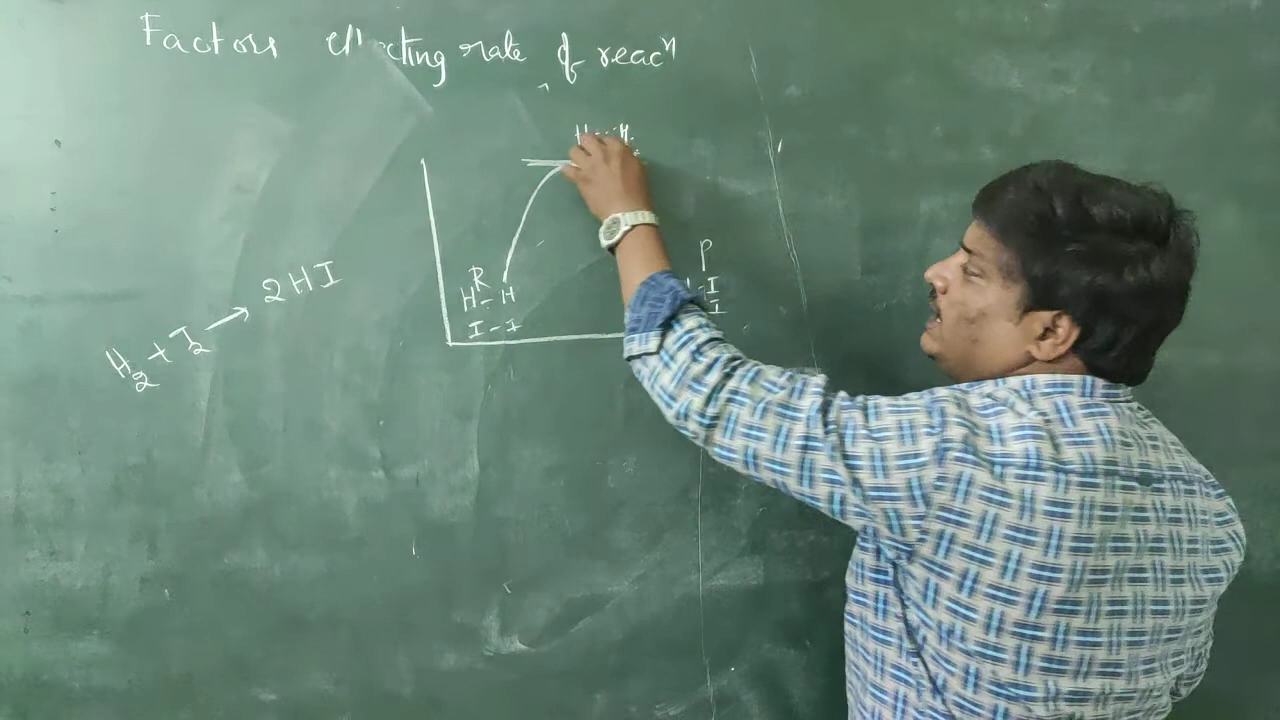 Factors effecting rate of reacⁿ
H---H
P
R
H-H
-I
I-I
I
H₂ + I₂ → 2HI